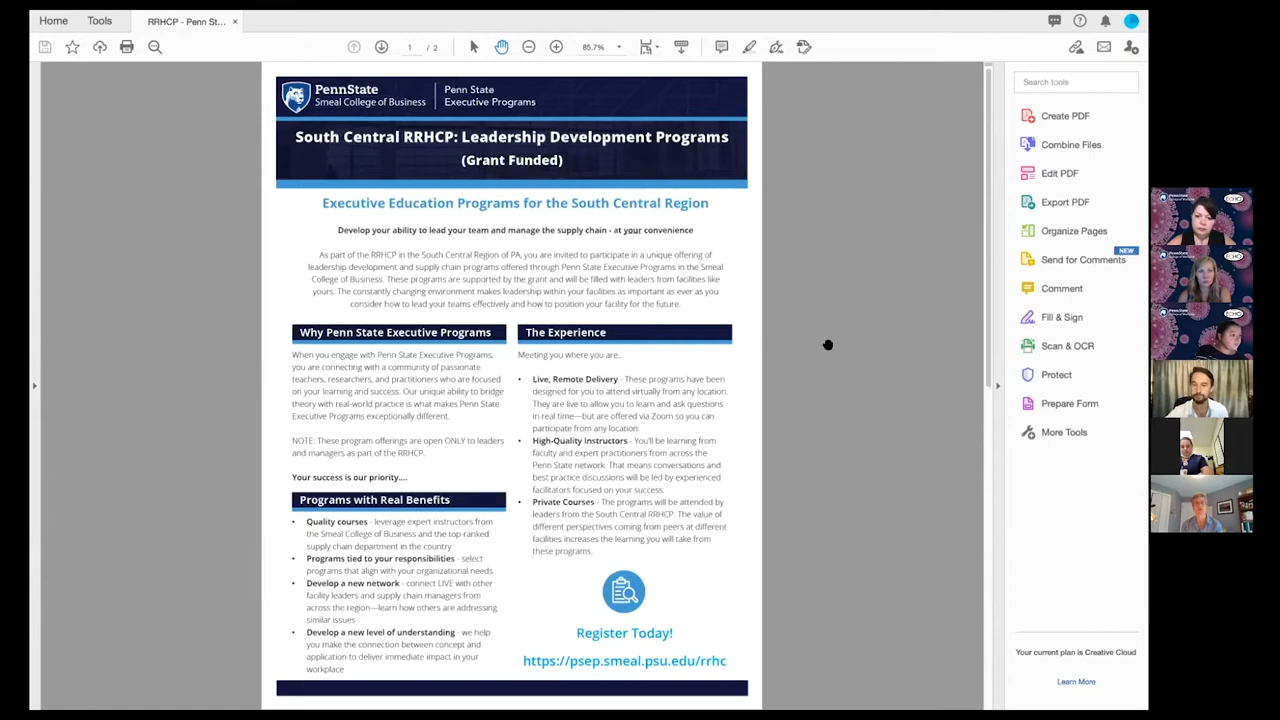 Home
Tools
RRHCP - Penn St... ×
1 / 2
85.7%
Search tools
Create PDF
Combine Files
Edit PDF
Export PDF
Organize Pages
NEW
Send for Comments
Comment
Fill & Sign
Scan & OCR
Protect
Prepare Form
More Tools
Your current plan is Creative Cloud
Learn More
PennState
Smeal College of Business
Penn State
Executive Programs
South Central RRHCP: Leadership Development Programs
(Grant Funded)
Executive Education Programs for the South Central Region
Develop your ability to lead your team and manage the supply chain - at your convenience
As part of the RRHCP in the South Central Region of PA, you are invited to participate in a unique offering of
leadership development and supply chain programs offered through Penn State Executive Programs in the Smeal
College of Business. These programs are supported by the grant and will be filled with leaders from facilities like
yours. The constantly changing environment makes leadership within your facilities as important as ever as you
consider how to lead your teams effectively and how to position your facility for the future.
Why Penn State Executive Programs
When you engage with Penn State Executive Programs,
you are connecting with a community of passionate
teachers, researchers, and practitioners who are focused
on your learning and success. Our unique ability to bridge
theory with real-world practice is what makes Penn State
Executive Programs exceptionally different.
NOTE: These program offerings are open ONLY to leaders
and managers as part of the RRHCP.
Your success is our priority....
Programs with Real Benefits
• Quality courses - leverage expert instructors from
the Smeal College of Business and the top-ranked
supply chain department in the country
• Programs tied to your responsibilities - select
programs that align with your organizational needs
• Develop a new network - connect LIVE with other
facility leaders and supply chain managers from
across the region—learn how others are addressing
similar issues
• Develop a new level of understanding - we help
you make the connection between concept and
application to deliver immediate impact in your
workplace
The Experience
Meeting you where you are...
• Live, Remote Delivery - These programs have been
designed for you to attend virtually from any location.
They are live to allow you to learn and ask questions
in real time—but are offered via Zoom so you can
participate from any location.
• High-Quality Instructors - You'll be learning from
faculty and expert practitioners from across the
Penn State network. That means conversations and
best practice discussions will be led by experienced
facilitators focused on your success.
• Private Courses - The programs will be attended by
leaders from the South Central RRHCP. The value of
different perspectives coming from peers at different
facilities increases the learning you will take from
these programs.
Register Today!
https://psep.smeal.psu.edu/rrhc
PennState
ECHO
PennState
ECHO
PennState
ECHO